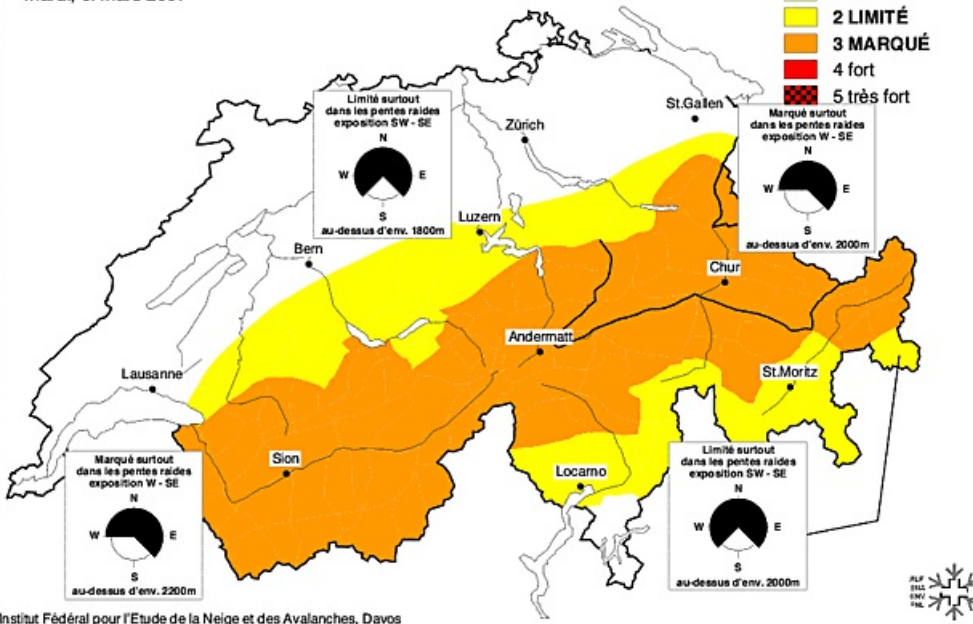 2 LIMITÉ
3 MARQUÉ
4 fort
5 très fort
St.Gallen
Limité surtout
dans les pentes raides
exposition SW - SE
N
W E
S
au-dessus d'env. 1800m
Zürich
Marqué surtout
dans les pentes raides
exposition W - SE
N
W E
S
au-dessus d'env. 2000m
Luzern
Bern
Chur
Andermatt
Lausanne
St.Moritz
Sion
Locarno
Marqué surtout
dans les pentes raides
exposition W - SE
N
W E
S
au-dessus d'env. 2200m
Limité surtout
dans les pentes raides
exposition SW - SE
N
W E
S
au-dessus d'env. 2000m
Institut Fédéral pour l'Etude de la Neige et des Avalanches, Davos